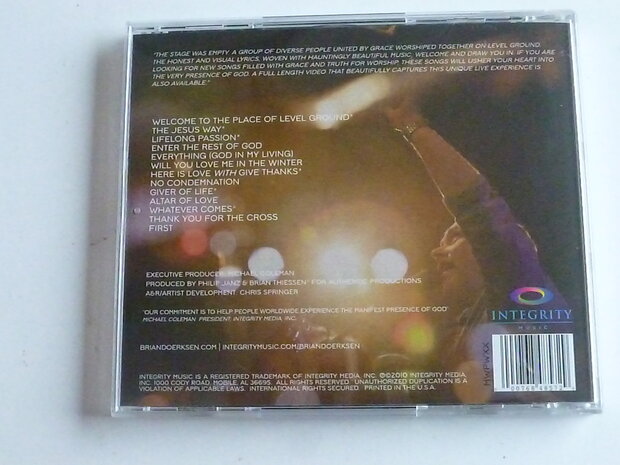 "THE STAGE WAS EMPTY. A GROUP OF DIVERSE PEOPLE UNITED BY GRACE WORSHIPED TOGETHER ON LEVEL GROUND.
THE HONEST AND VISUAL LYRICS, WOVEN WITH HAUNTINGLY BEAUTIFUL MUSIC, WELCOME AND DRAW YOU IN. IF YOU ARE
LOOKING FOR NEW SONGS FILLED WITH GRACE AND TRUTH FOR WORSHIP, THESE SONGS WILL USHER YOUR HEART INTO
THE VERY PRESENCE OF GOD. A FULL LENGTH VIDEO THAT BEAUTIFULLY CAPTURES THIS UNIQUE LIVE EXPERIENCE IS
ALSO AVAILABLE."
WELCOME TO THE PLACE OF LEVEL GROUND*
THE JESUS WAY*
LIFELONG PASSION*
ENTER THE REST OF GOD
EVERYTHING (GOD IN MY LIVING)
WILL YOU LOVE ME IN THE WINTER
HERE IS LOVE WITH GIVE THANKS*
NO CONDEMNATION
GIVER OF LIFE*
ALTAR OF LOVE
WHATEVER COMES*
THANK YOU FOR THE CROSS
FIRST
EXECUTIVE PRODUCER: MICHAEL COLEMAN
PRODUCED BY PHILIP JANZ & BRIAN THIESSEN* FOR AUTHENTIC PRODUCTIONS
A&R/ARTIST DEVELOPMENT: CHRIS SPRINGER
"OUR COMMITMENT IS TO HELP PEOPLE WORLDWIDE EXPERIENCE THE MANIFEST PRESENCE OF GOD"
MICHAEL COLEMAN PRESIDENT, INTEGRITY MEDIA, INC.
BRIANDOERKSEN.COM | INTEGRITYMUSIC.COM/BRIANDOERKSEN
INTEGRITY MUSIC IS A REGISTERED TRADEMARK OF INTEGRITY MEDIA, INC. ℗©2010 INTEGRITY MEDIA,
INC. 1000 CODY ROAD, MOBILE, AL 36695. ALL RIGHTS RESERVED. UNAUTHORIZED DUPLICATION IS A
VIOLATION OF APPLICABLE LAWS. INTERNATIONAL RIGHTS SECURED. PRINTED IN THE U.S.A.
INTEGRITY
MUSIC